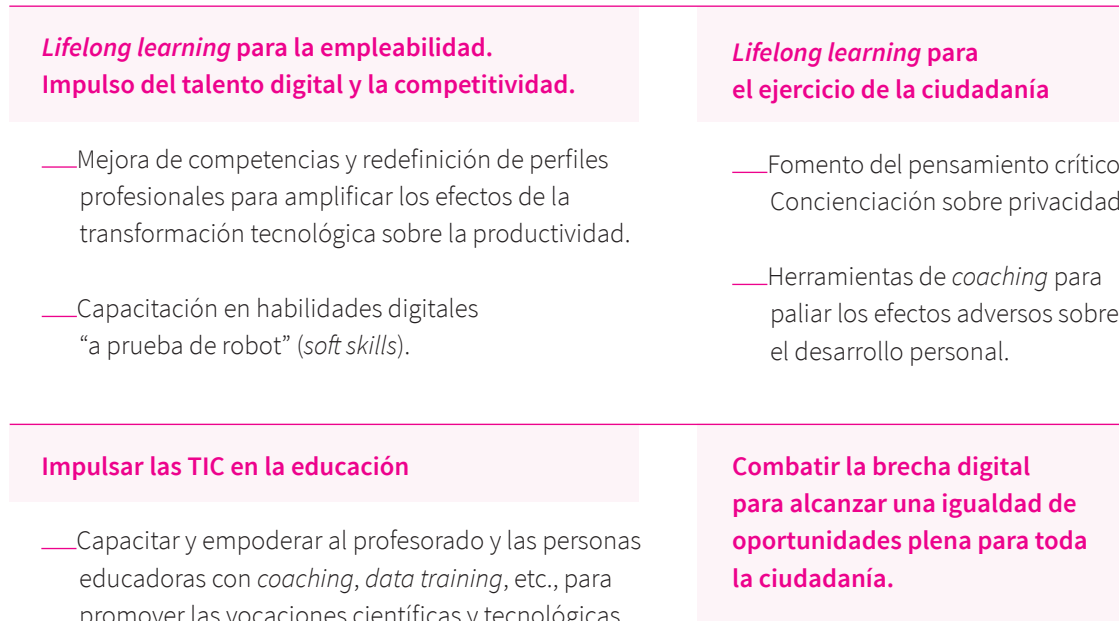 Lifelong learning para la empleabilidad.
Impulso del talento digital y la competitividad.
Mejora de competencias y redefinición de perfiles
profesionales para amplificar los efectos de la
transformación tecnológica sobre la productividad.
Capacitación en habilidades digitales
“a prueba de robot” (soft skills).
Lifelong learning para
el ejercicio de la ciudadanía
Fomento del pensamiento crítico
Concienciación sobre privacidad
Herramientas de coaching para
paliar los efectos adversos sobre
el desarrollo personal.
Impulsar las TIC en la educación
Capacitar y empoderar al profesorado y las personas
educadoras con coaching, data training, etc., para
promover las vocaciones científicas y tecnológicas
Combatir la brecha digital
para alcanzar una igualdad de
oportunidades plena para toda
la ciudadanía.